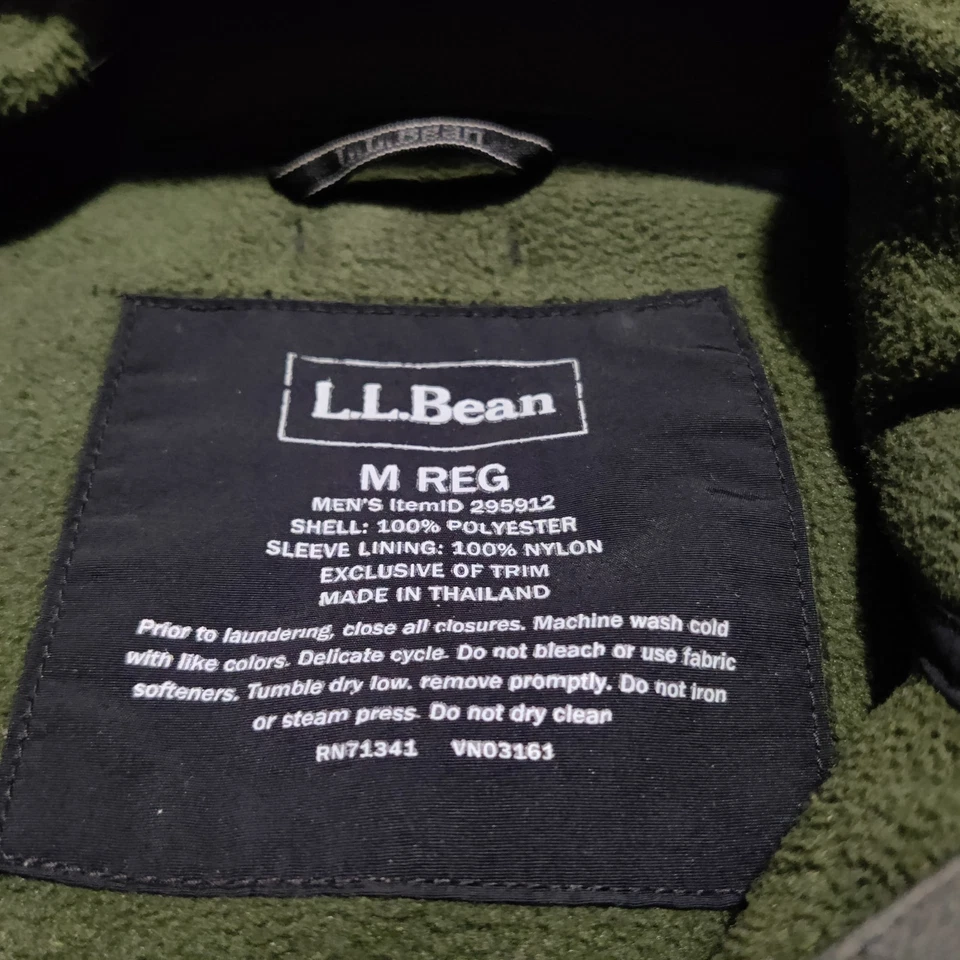 L.L.Bean
L.L.Bean
M REG
MEN'S ItemID 295912
SHELL: 100% POLYESTER
SLEEVE LINING: 100% NYLON
EXCLUSIVE OF TRIM
MADE IN THAILAND
Prior to laundering, close all closures. Machine wash cold
with like colors. Delicate cycle. Do not bleach or use fabric
softeners. Tumble dry low. remove promptly. Do not iron
or steam press. Do not dry clean
RN71341 VN03161